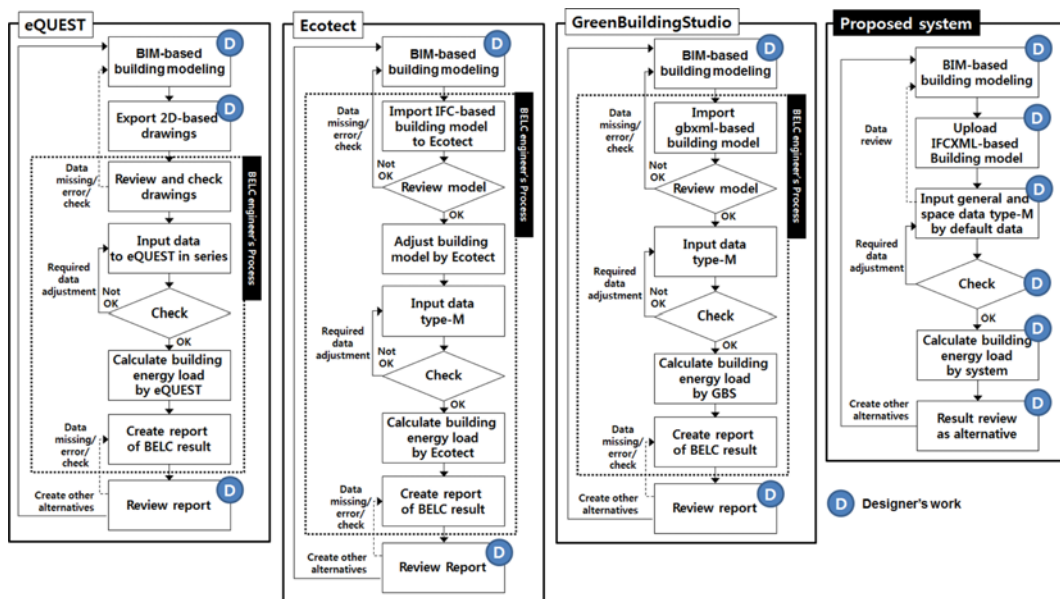 eQUEST
D
BIM-based
building modeling
D
Export 2D-based
drawings
Data
missing/
error/
check
BELC engineer's Process
Review and check
drawings
Input data
to eQUEST in series
Required
data
adjustment
Not
OK
Check
OK
Calculate building
energy load
by eQUEST
Data
missing/
error/
check
Create report
of BELC result
Create other
alternatives
D
Review report
Ecotect
D
BIM-based
building modeling
Data
missing/
error/
check
BELC engineer's Process
Import IFC-based
building model
to Ecotect
Not
OK
Review model
OK
Adjust building
model by Ecotect
Input data
type-M
Required
data
adjustment
Not
OK
Check
OK
Calculate building
energy load
by Ecotect
Data
missing/
error/
check
Create report
of BELC result
Create other
alternatives
D
Review Report
GreenBuildingStudio
D
BIM-based
building modeling
Data
missing/
error/
check
BELC engineer's Process
Import
gbxml-based
building model
Not
OK
Review model
OK
Input data
type-M
Required
data
adjustment
Not
OK
Check
OK
Calculate building
energy load
by GBS
Data
missing/
error/
check
Create report
of BELC result
Create other
alternatives
D
Review report
Proposed system
D
BIM-based
building modeling
Data
review
D
Upload
IFCXML-based
Building model
D
Input general and
space data type-M
by default data
Required
data
adjustment
D
Check
OK
D
Calculate building
energy load
by system
Create other
alternatives
D
Result review
as alternative
D Designer's work